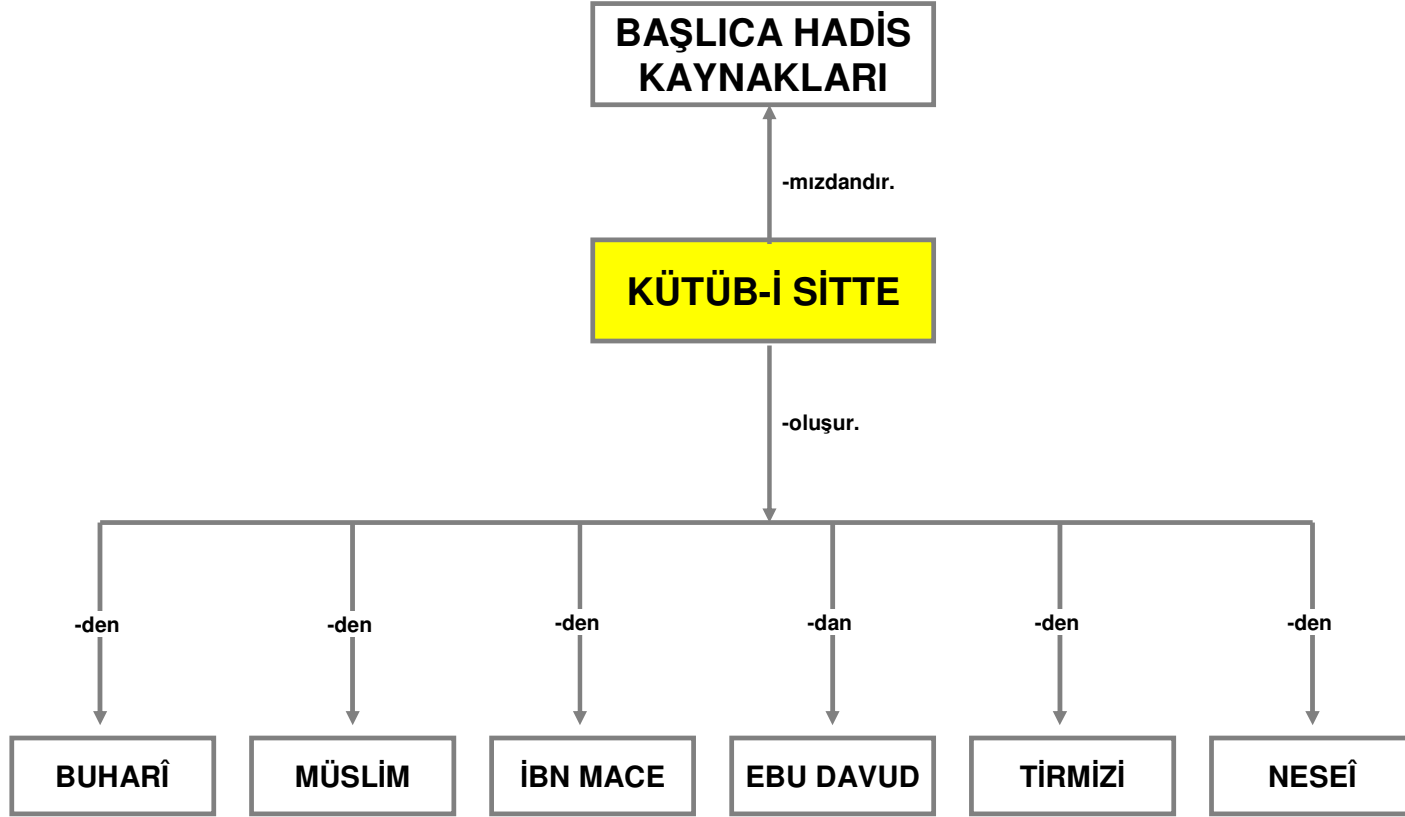 BAŞLICA HADİS
KAYNAKLARI
-mızdandır.
KÜTÜB-İ SİTTE
-oluşur.
-den
-den
-den
-dan
-den
-den
BUHARÎ
MÜSLİM
İBN MACE
EBU DAVUD
TİRMİZİ
NESEÎ